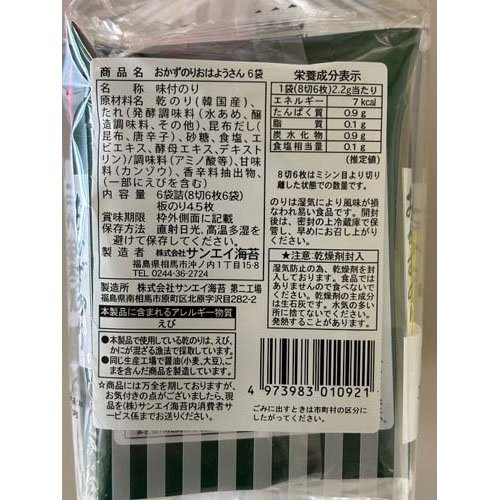 商品名 おかずのりおはようさん 6袋
名称 味付のり
原材料名 乾のり(韓国産)、
たれ(発酵調味料(水あめ、醸
造調味料、その他)、昆布だし
(昆布、唐辛子)、砂糖、食塩、エ
ビエキス、酵母エキス、デキスト
リン)/調味料(アミノ酸等)、甘味
料(カンゾウ)、香辛料抽出物、
(一部にえびを含む)
内容量 6袋詰(8切6枚6袋)
板のり4.5枚
賞味期限 枠外側面に記載
保存方法 直射日光、高温多湿を
避けて保存してください。
製造者 株式会社サンエイ海苔
福島県相馬市沖ノ内1丁目15-8
TEL 0244-36-2724
製造所 株式会社サンエイ海苔 第二工場
福島県南相馬市原町区北原字沢目282-2
本製品に含まれるアレルギー物質
えび
●本製品で使用している乾のりは、えび、
かにが混ざる漁法で採取しています。
●同じ生産工場で醤油(小麦、大豆)、ご
まを含んだ商品を製造しています。
★商品には万全を期しておりますが、
お気付きの点がございましたら、現
品を(株)サンエイ海苔内消費者サー
ビス係までお送りください。
栄養成分表示
1袋(8切6枚)2.2g当たり
エネルギー 7 kcal
たんぱく質 0.9 g
脂質 0.1 g
炭水化物 0.9 g
食塩相当量 0.1 g
(推定値)
8切6枚はミシン目より切り
離した状態での数量です。
のりは湿気により風味が損
なわれ易い食品です。開封
後は、密封の上冷蔵庫で保
管し、早めにお召し上がり
ください。
★注意:乾燥剤封入
湿気防止の為、乾燥剤を封
入しております。食品では
ありませんので食べないで
ください。乾燥剤の主成分
は生石灰です。水気の多い
所に捨てないでください。
発熱することがあります。
4 973983 010921
ごみに出すときは市町村の区分に
したがってください。